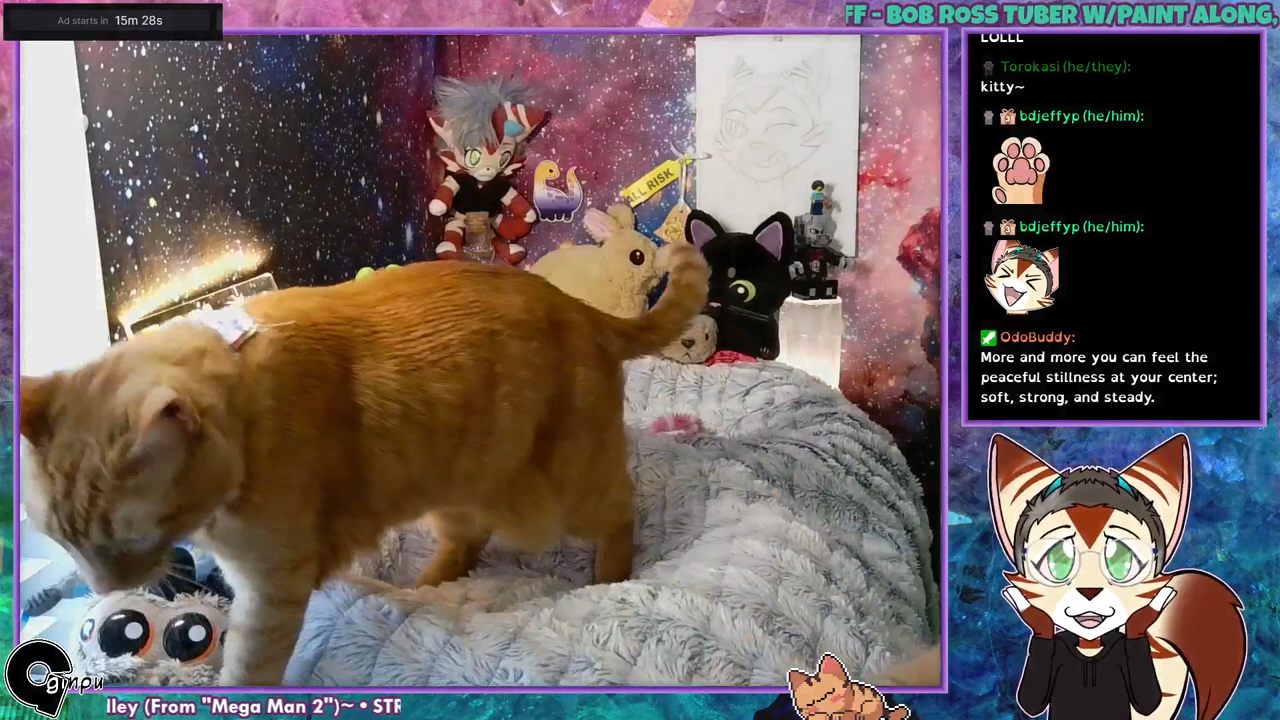 Ad starts in 15m 28s
FF - BOB ROSS TUBER W/PAINT ALONG.
LOLLL
Torokasi (he/they):
kitty~
bdjeffyp (he/him):
bdjeffyp (he/him):
OdoBuddy:
More and more you can feel the
peaceful stillness at your center;
soft, strong, and steady.
ALL RISK
ginpu
lley (From "Mega Man 2")~ • STR